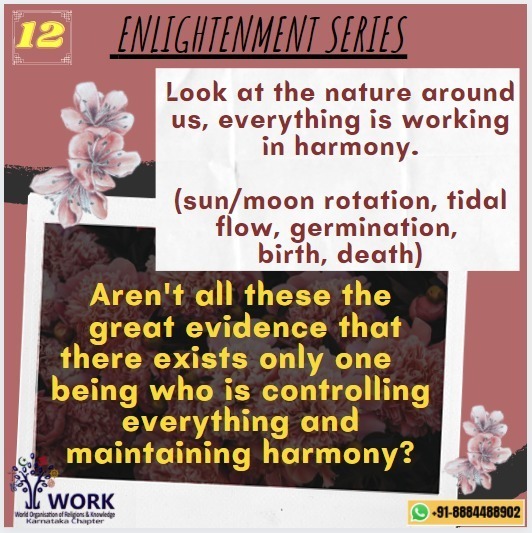 12
ENLIGHTENMENT SERIES
Look at the nature around
us, everything is working
in harmony.
(sun/moon rotation, tidal
flow, germination,
birth, death)
Aren't all these the
great evidence that
there exists only one
being who is controlling
everything and
maintaining harmony?
WORK
World Organisation of Religions & Knowledge
Karnataka Chapter
+91-8884488902